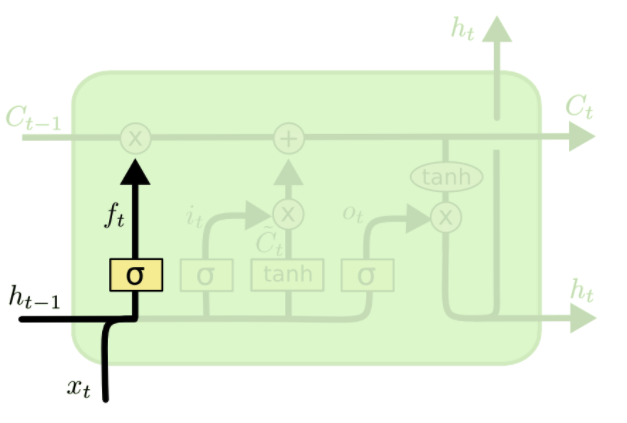 h_t
C_{t-1} x + C_t
tanh
f_t i_t x o_t x
C̃_t
σ σ tanh σ
h_{t-1} h_t
x_t